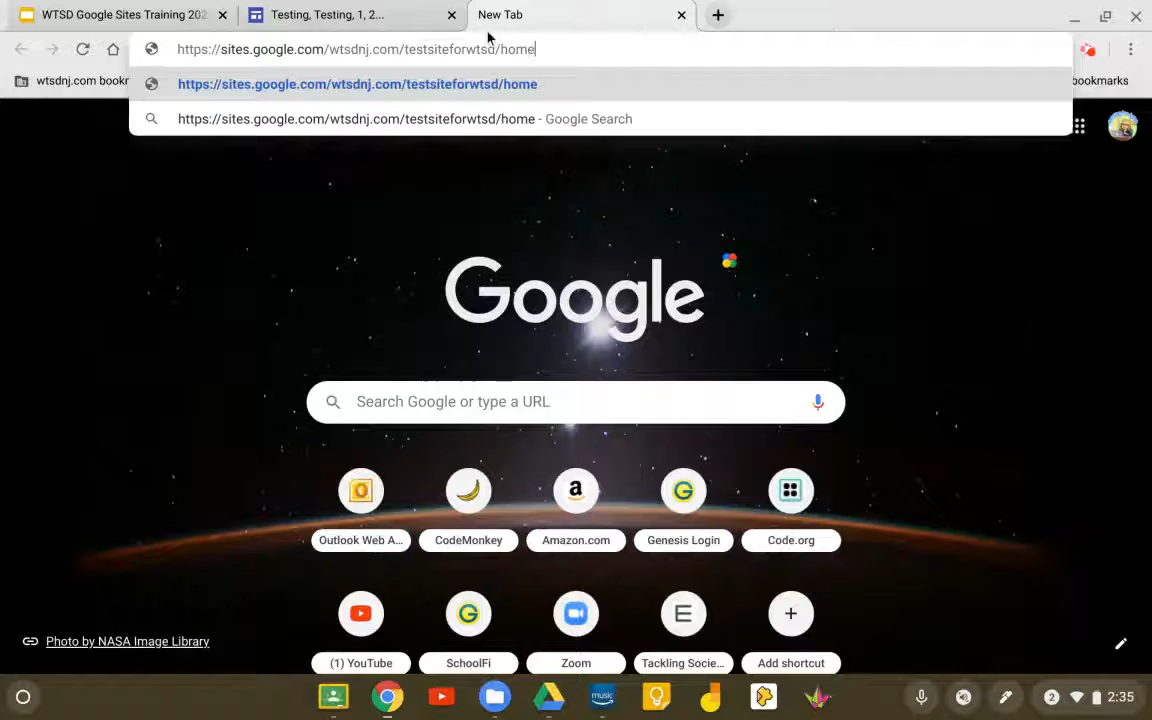 WTSD Google Sites Training 202
Testing, Testing, 1, 2...
New Tab
https://sites.google.com/wtsdnj.com/testsiteforwtsd/home
wtsdnj.com bookr
bookmarks
https://sites.google.com/wtsdnj.com/testsiteforwtsd/home
https://sites.google.com/wtsdnj.com/testsiteforwtsd/home - Google Search
Google
Search Google or type a URL
Outlook Web A...
CodeMonkey
Amazon.com
Genesis Login
Code.org
(1) YouTube
SchoolFi
Zoom
Tackling Socie...
Add shortcut
Photo by NASA Image Library
music
2
2:35